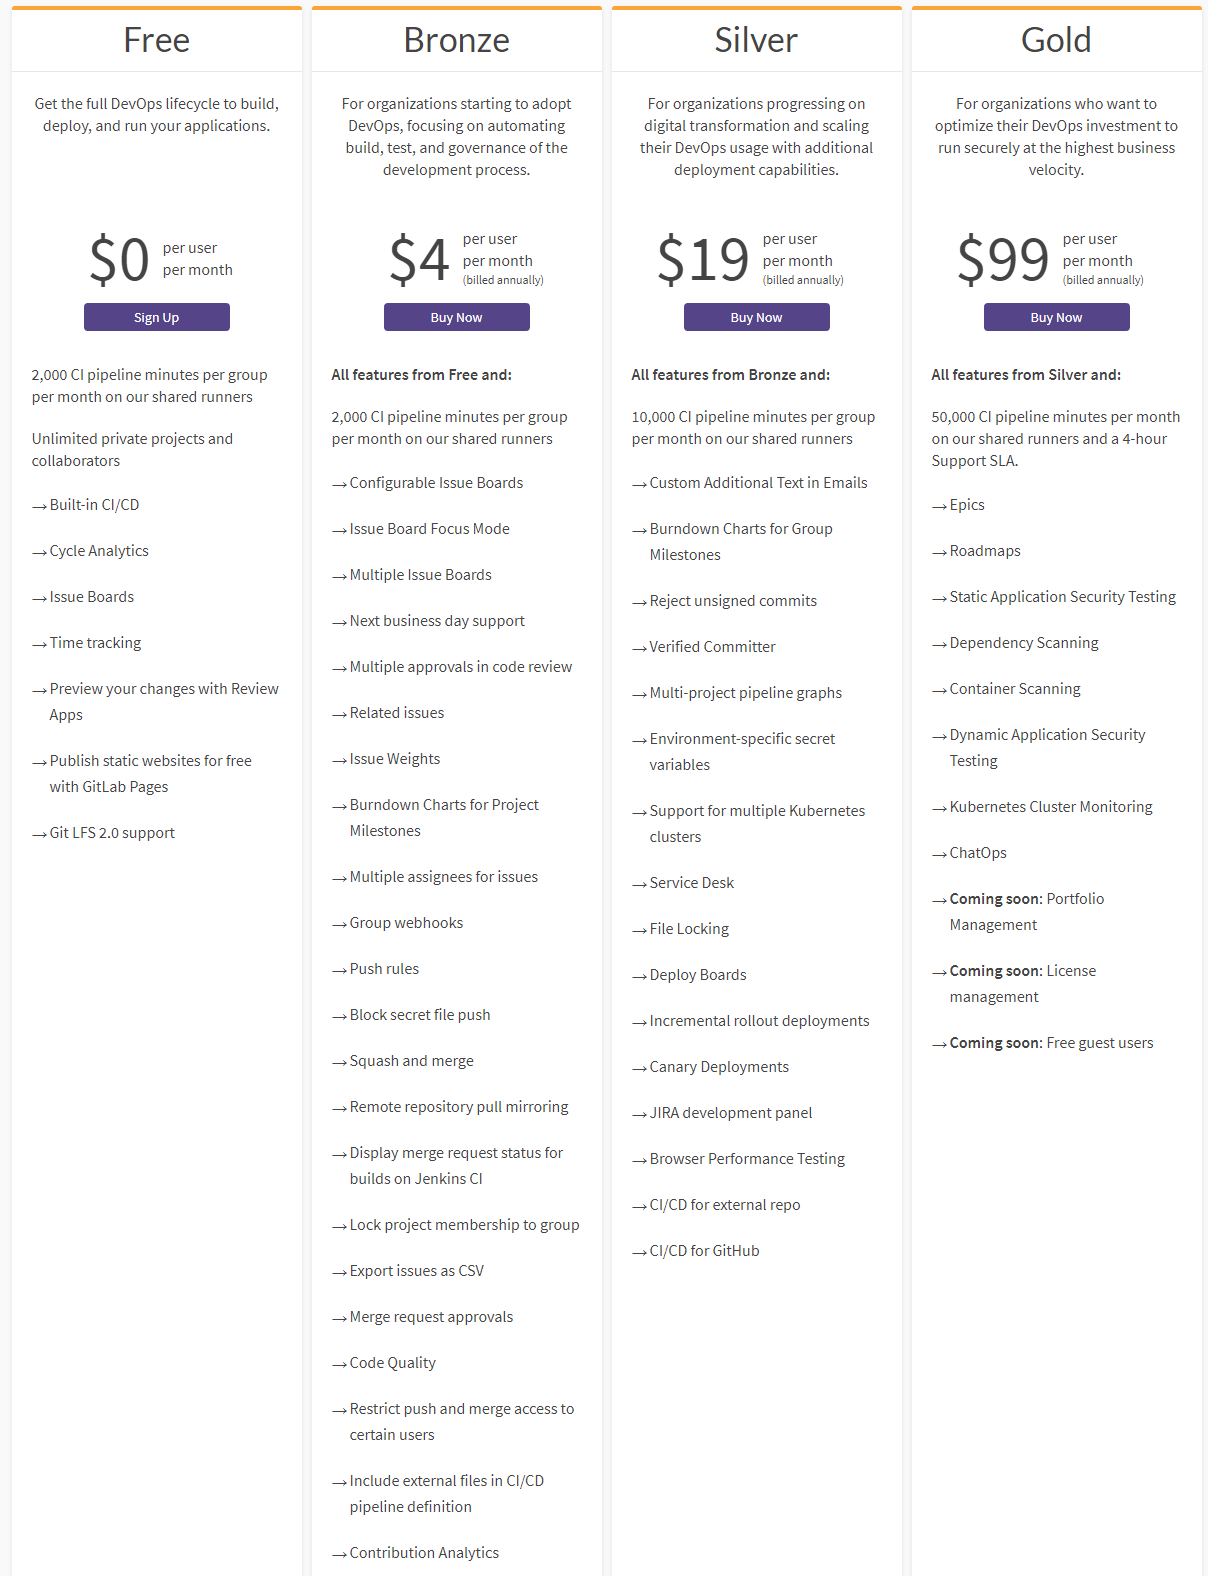 Free
Get the full DevOps lifecycle to build,
deploy, and run your applications.
$0
per user
per month
Sign Up
2,000 CI pipeline minutes per group
per month on our shared runners
Unlimited private projects and
collaborators
→Built-in CI/CD
→Cycle Analytics
→Issue Boards
→Time tracking
→Preview your changes with Review
Apps
→Publish static websites for free
with GitLab Pages
→Git LFS 2.0 support
Bronze
For organizations starting to adopt
DevOps, focusing on automating
build, test, and governance of the
development process.
$4
per user
per month
(billed annually)
Buy Now
All features from Free and:
2,000 CI pipeline minutes per group
per month on our shared runners
→Configurable Issue Boards
→Issue Board Focus Mode
→Multiple Issue Boards
→Next business day support
→Multiple approvals in code review
→Related issues
→Issue Weights
→Burndown Charts for Project
Milestones
→Multiple assignees for issues
→Group webhooks
→Push rules
→Block secret file push
→Squash and merge
→Remote repository pull mirroring
→Display merge request status for
builds on Jenkins CI
→Lock project membership to group
→Export issues as CSV
→Merge request approvals
→Code Quality
→Restrict push and merge access to
certain users
→Include external files in CI/CD
pipeline definition
→Contribution Analytics
Silver
For organizations progressing on
digital transformation and scaling
their DevOps usage with additional
deployment capabilities.
$19
per user
per month
(billed annually)
Buy Now
All features from Bronze and:
10,000 CI pipeline minutes per group
per month on our shared runners
→Custom Additional Text in Emails
→Burndown Charts for Group
Milestones
→Reject unsigned commits
→Verified Committer
→Multi-project pipeline graphs
→Environment-specific secret
variables
→Support for multiple Kubernetes
clusters
→Service Desk
→File Locking
→Deploy Boards
→Incremental rollout deployments
→Canary Deployments
→JIRA development panel
→Browser Performance Testing
→CI/CD for external repo
→CI/CD for GitHub
Gold
For organizations who want to
optimize their DevOps investment to
run securely at the highest business
velocity.
$99
per user
per month
(billed annually)
Buy Now
All features from Silver and:
50,000 CI pipeline minutes per month
on our shared runners and a 4-hour
Support SLA.
→Epics
→Roadmaps
→Static Application Security Testing
→Dependency Scanning
→Container Scanning
→Dynamic Application Security
Testing
→Kubernetes Cluster Monitoring
→ChatOps
→Coming soon: Portfolio
Management
→Coming soon: License
management
→Coming soon: Free guest users